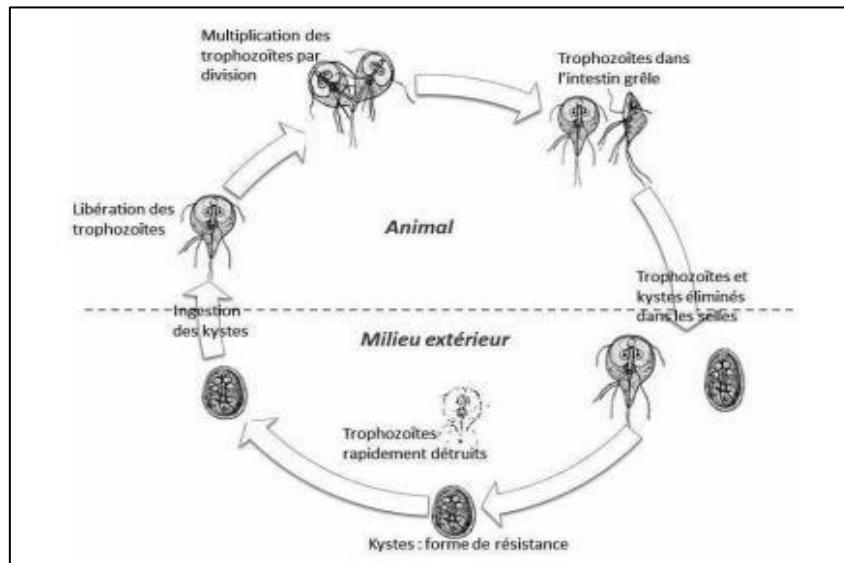 Multiplication des
trophozoïtes par
division
Trophozoïtes dans
l'intestin grêle
Libération des
trophozoïtes
Animal
Trophozoïtes et
kystes éliminés
dans les selles
Ingestion
des kystes
Milieu extérieur
Trophozoïtes
rapidement détruits
Kystes : forme de résistance